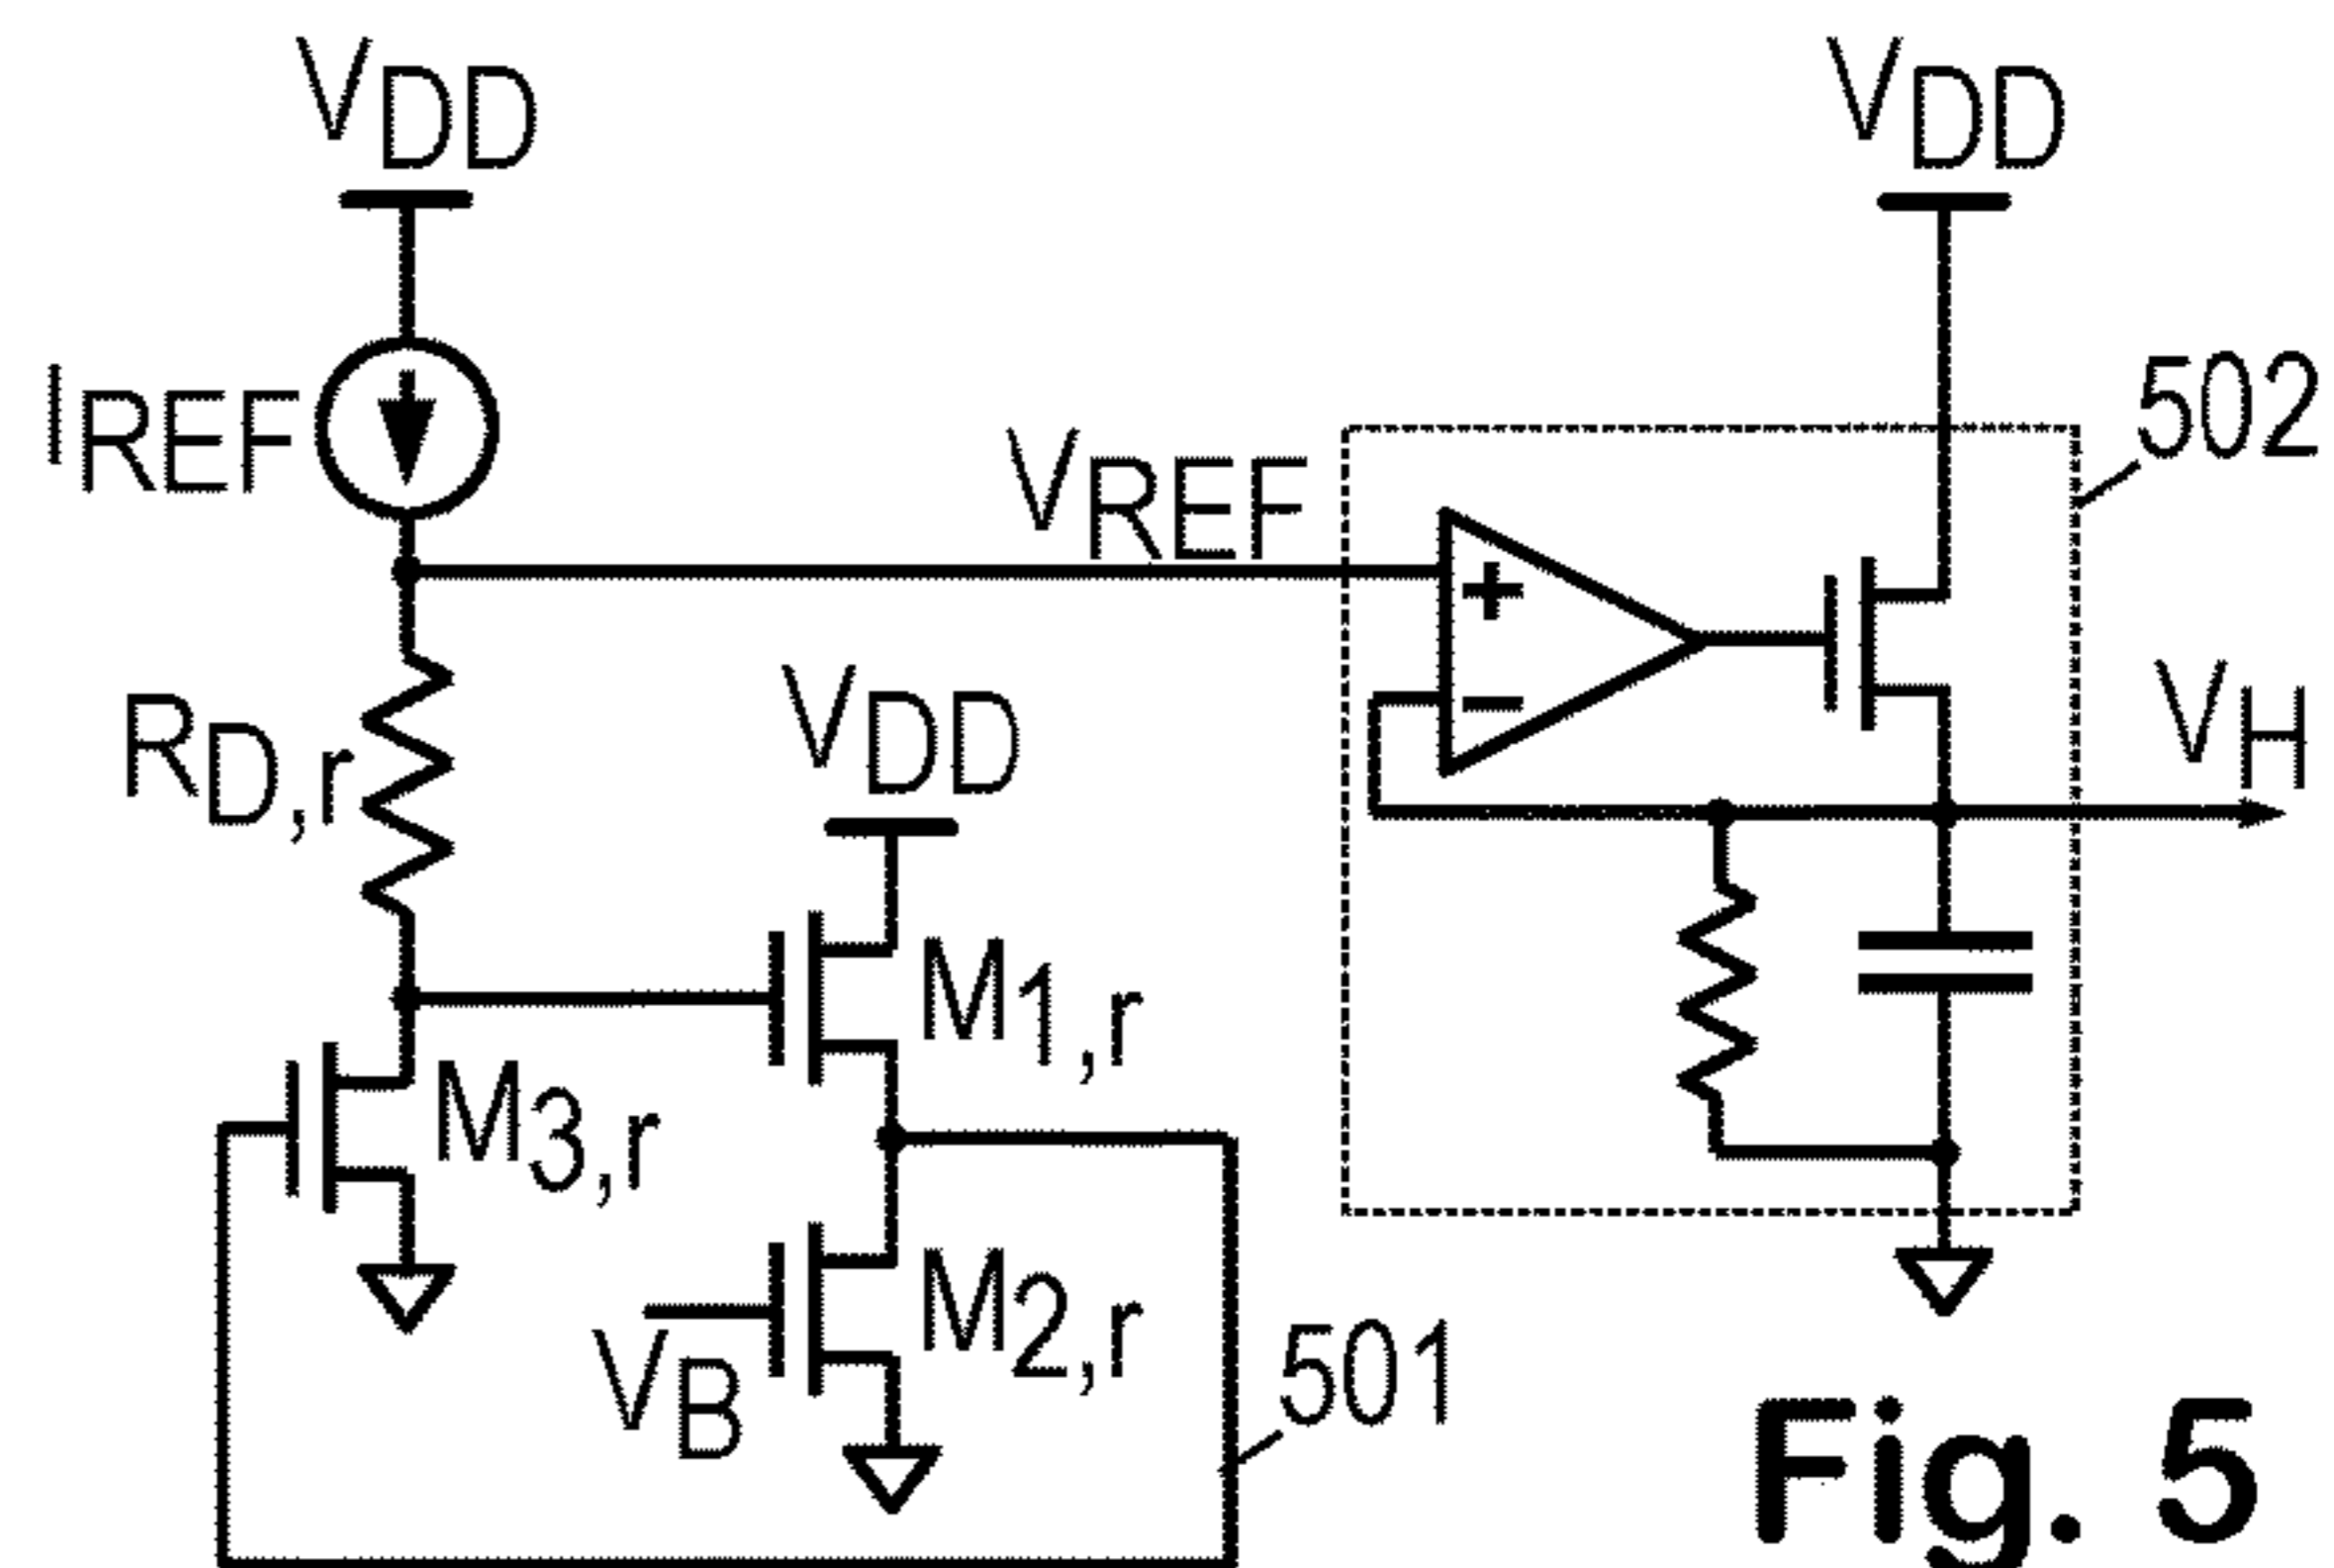 VDD
VDD
IREF
VREF
502
+
RD,r
VDD
−
VH
M1,r
M3,r
M2,r
VB
501
Fig. 5